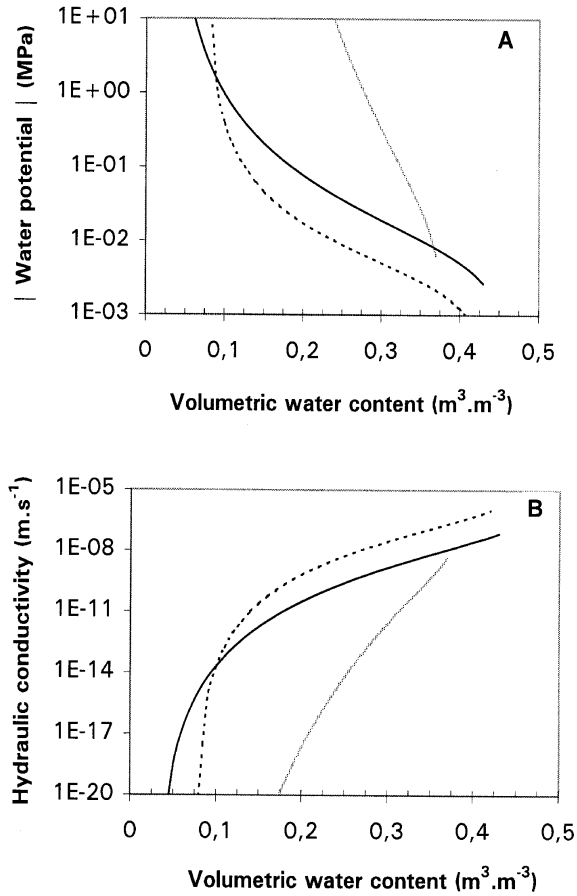 A
| Water potential | (MPa)
1E+01
1E+00
1E-01
1E-02
1E-03
0 0,1 0,2 0,3 0,4 0,5
Volumetric water content (m³.m⁻³)
B
Hydraulic conductivity (m.s⁻¹)
1E-05
1E-08
1E-11
1E-14
1E-17
1E-20
0 0,1 0,2 0,3 0,4 0,5
Volumetric water content (m³.m⁻³)